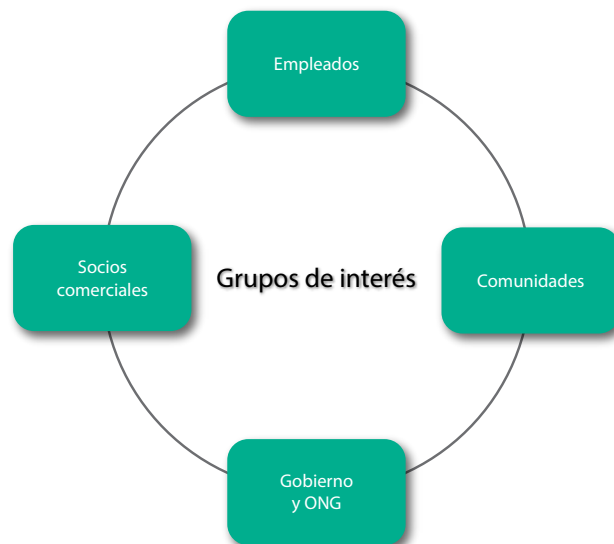 Empleados
Socios
comerciales
Grupos de interés
Comunidades
Gobierno
y ONG